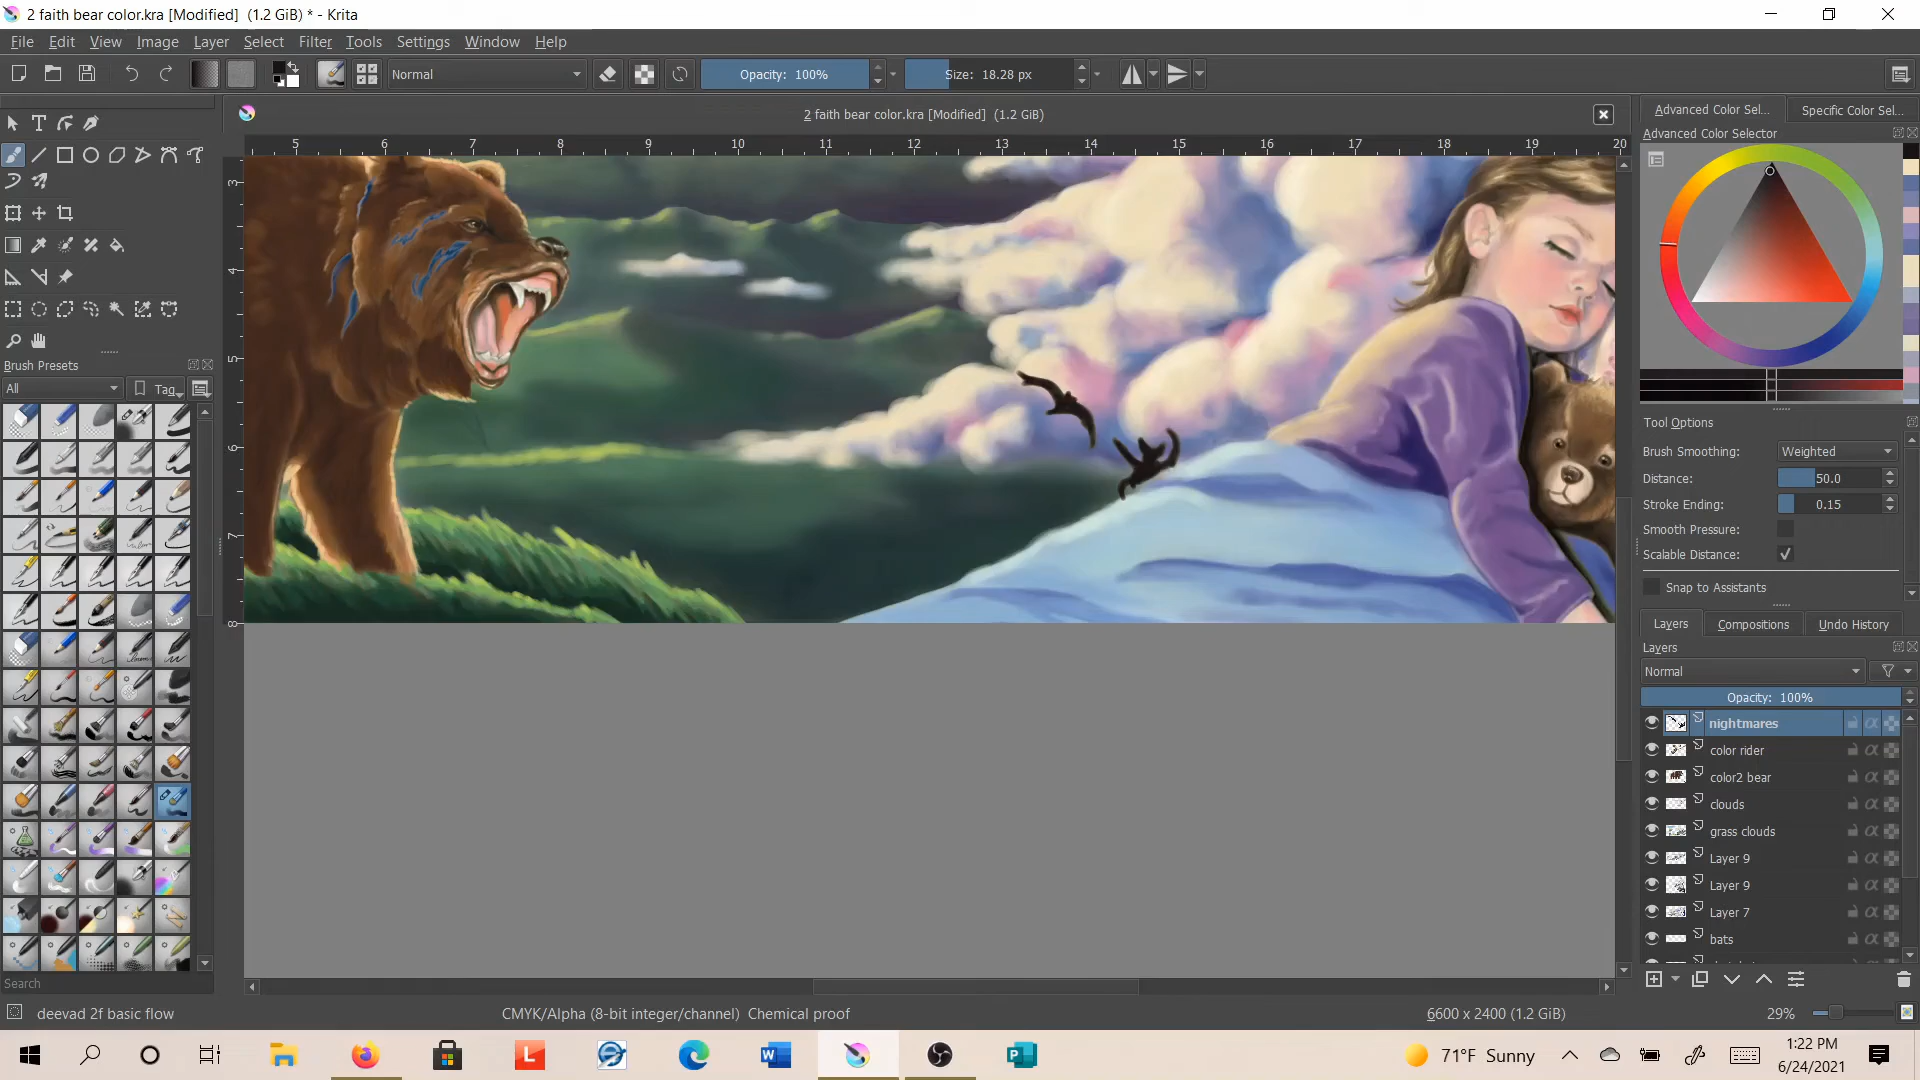 2 faith bear color.kra [Modified]  (1.2 GiB) * - Krita
File Edit View Image Layer Select Filter Tools Settings Window Help
Normal
Opacity: 100%
Size: 18.28 px
2 faith bear color.kra [Modified]  (1.2 GiB)
Advanced Color Sel...
Specific Color Sel...
Advanced Color Selector
5 6 7 8 9 10 11 12 13 14 15 16 17 18 19 20
3
4
5
6
7
8
Brush Presets
All
Tag
Tool Options
Brush Smoothing: Weighted
Distance: 50.0
Stroke Ending: 0.15
Smooth Pressure:
Scalable Distance:
Snap to Assistants
Layers Compositions Undo History
Layers
Normal
Opacity: 100%
nightmares
color rider
color2 bear
clouds
grass clouds
Layer 9
Layer 9
Layer 7
bats
Search
deevad 2f basic flow
CMYK/Alpha (8-bit integer/channel)  Chemical proof
6600 x 2400 (1.2 GiB)
29%
L
W
P
71°F Sunny
1:22 PM
6/24/2021